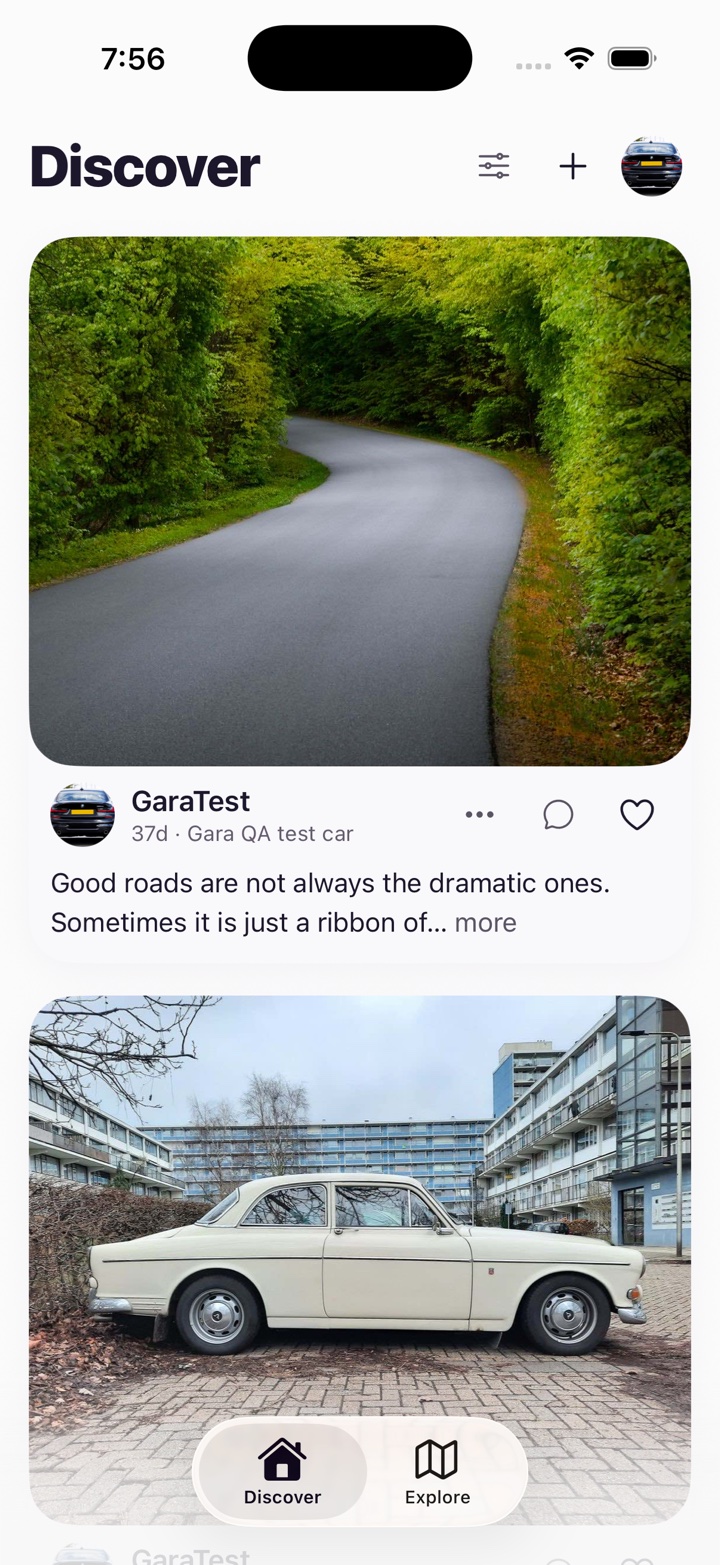 7:56
Discover
GaraTest
37d · Gara QA test car
Good roads are not always the dramatic ones.
Sometimes it is just a ribbon of... more
Discover
Explore
GaraTest